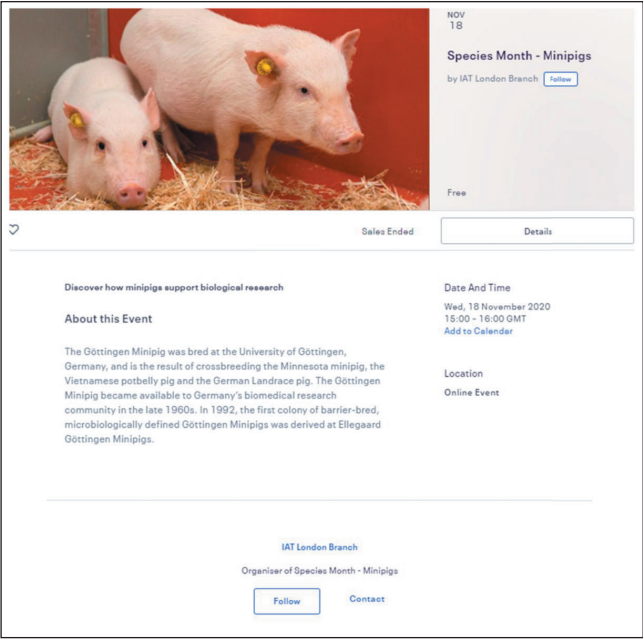 NOV
18
Species Month - Minipigs
by IAT London Branch Follow
Free
Sales Ended
Details
Discover how minipigs support biological research
About this Event
The Göttingen Minipig was bred at the University of Göttingen,
Germany, and is the result of crossbreeding the Minnesota minipig, the
Vietnamese potbelly pig and the German Landrace pig. The Göttingen
Minipig became available to Germany's biomedical research
community in the late 1960s. In 1992, the first colony of barrier-bred,
microbiologically defined Göttingen Minipigs was derived at Ellegaard
Göttingen Minipigs.
Date And Time
Wed, 18 November 2020
15:00 – 16:00 GMT
Add to Calendar
Location
Online Event
IAT London Branch
Organiser of Species Month - Minipigs
Follow
Contact